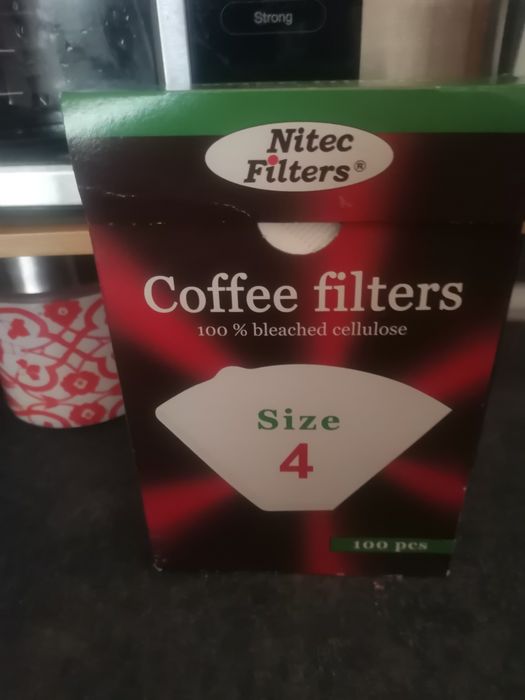 Strong
Nitec
Filters®
Coffee filters
100 % bleached cellulose
Size
4
100 pcs